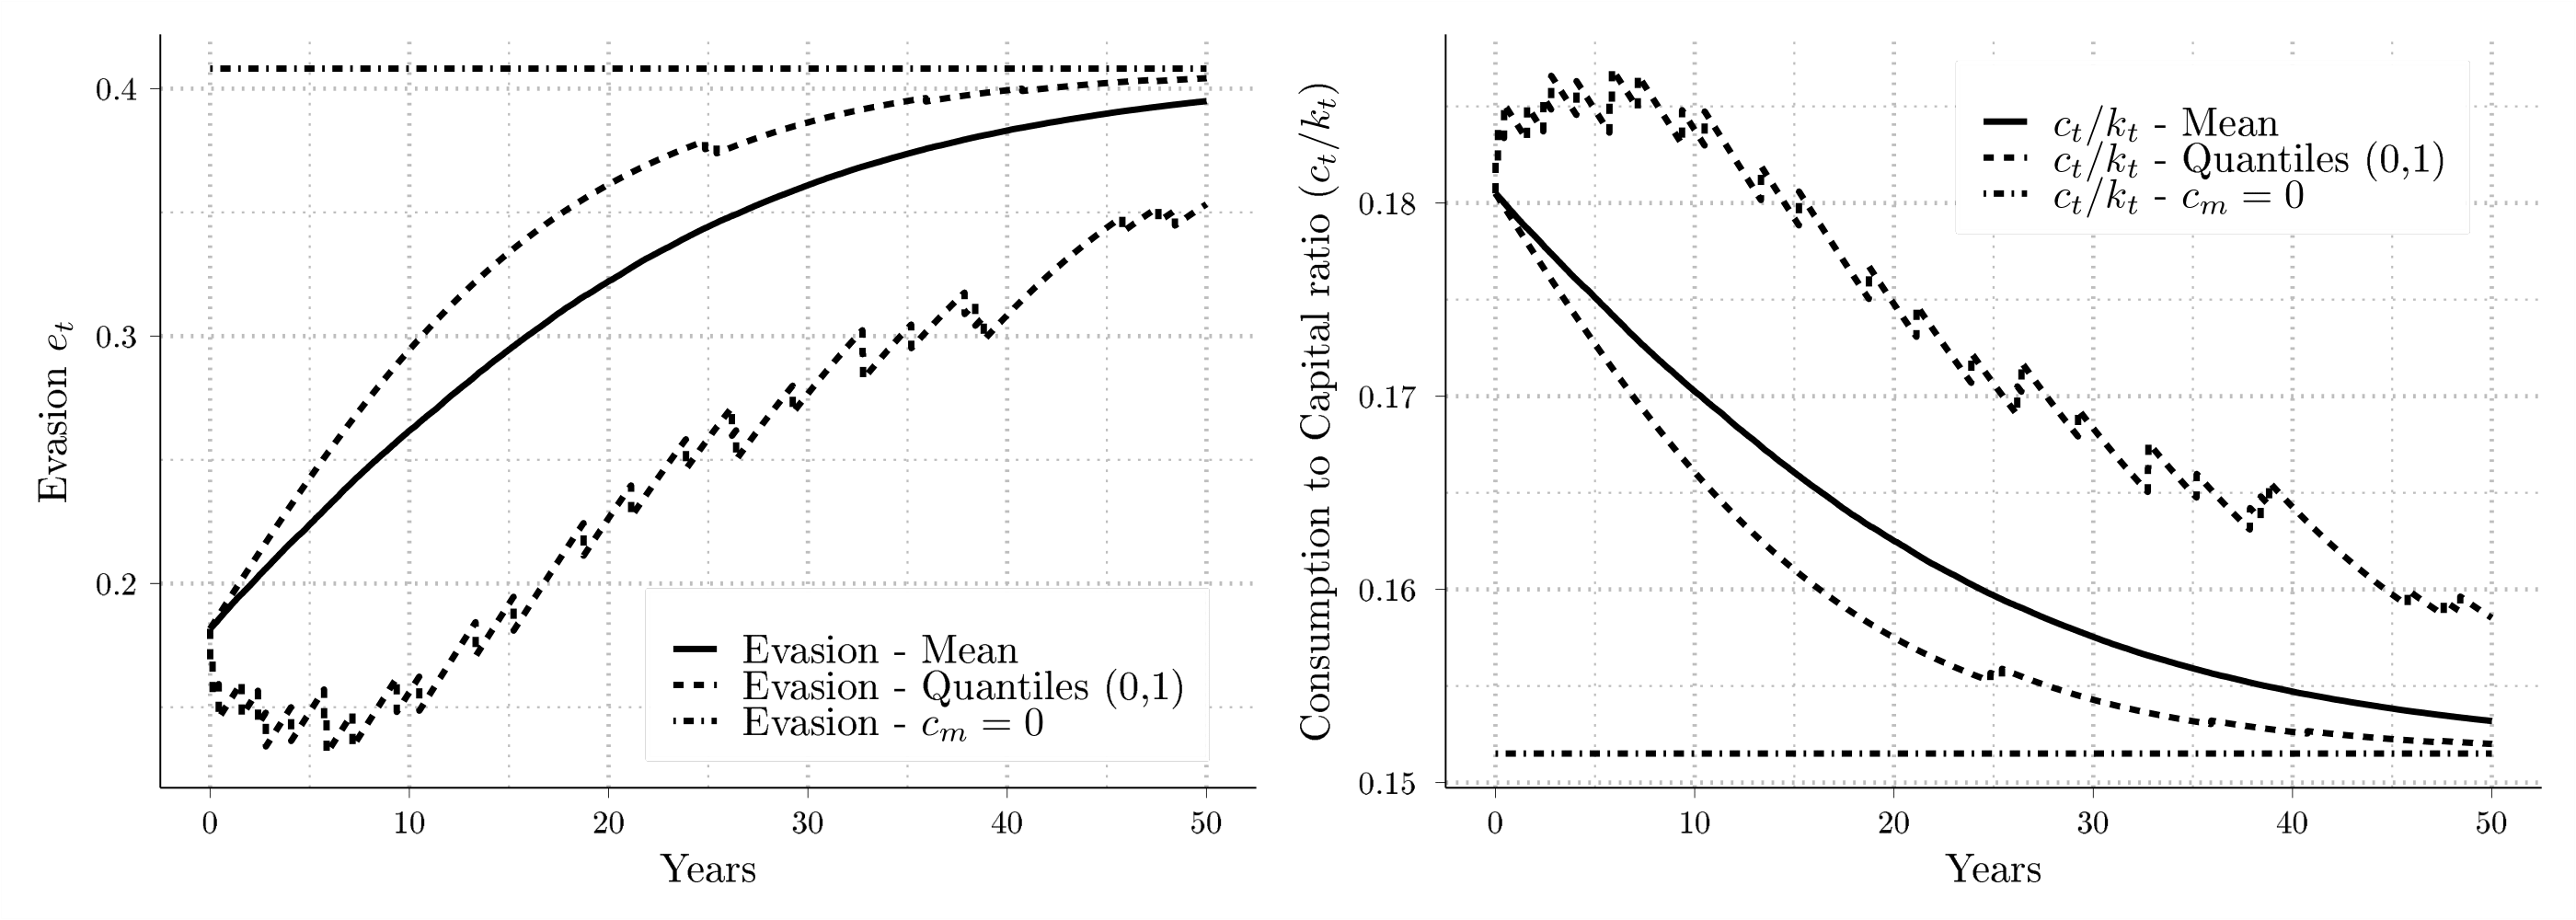 Evasion e_t
0.4
0.3
0.2
0 10 20 30 40 50
Years
Evasion - Mean
Evasion - Quantiles (0,1)
Evasion - c_m = 0
Consumption to Capital ratio (c_t/k_t)
0.18
0.17
0.16
0.15
0 10 20 30 40 50
Years
c_t/k_t - Mean
c_t/k_t - Quantiles (0,1)
c_t/k_t - c_m = 0